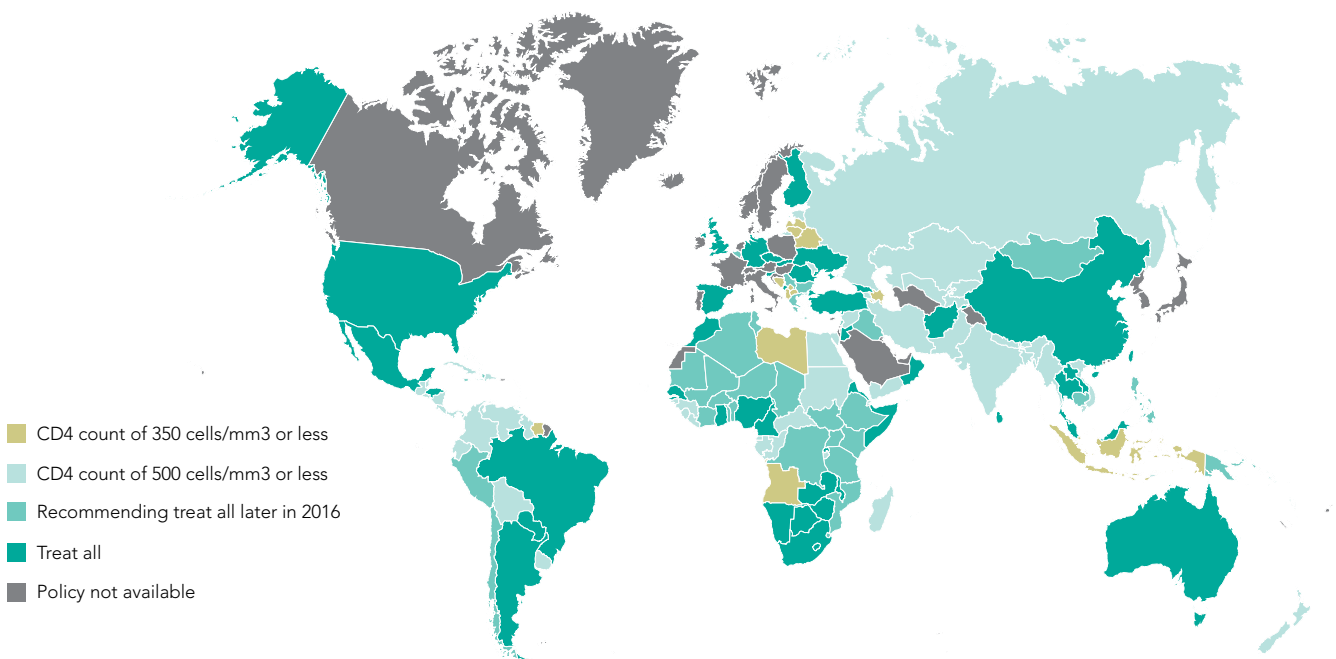 CD4 count of 350 cells/mm3 or less
CD4 count of 500 cells/mm3 or less
Recommending treat all later in 2016
Treat all
Policy not available